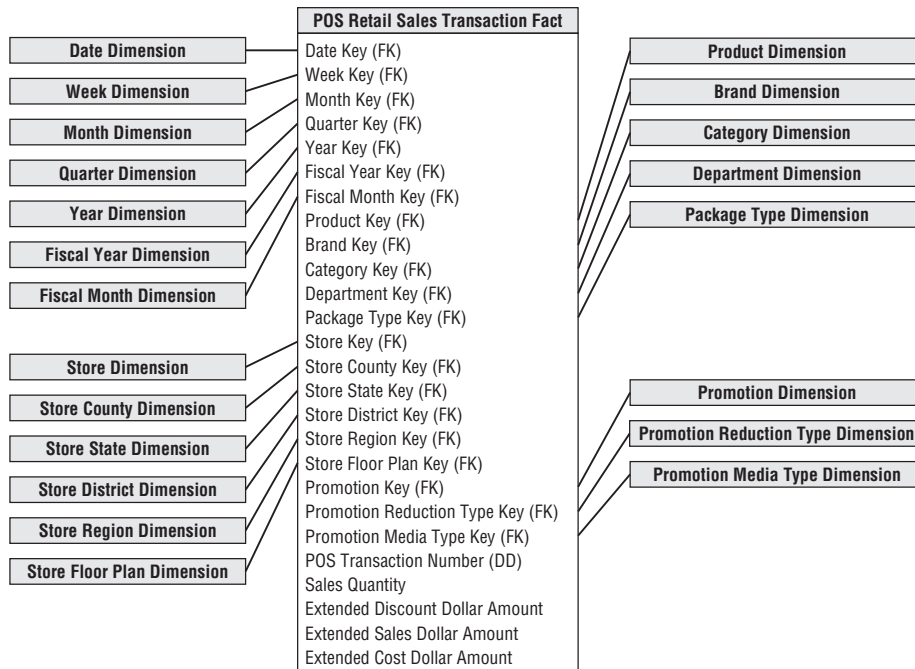 POS Retail Sales Transaction Fact
Date Key (FK)
Week Key (FK)
Month Key (FK)
Quarter Key (FK)
Year Key (FK)
Fiscal Year Key (FK)
Fiscal Month Key (FK)
Product Key (FK)
Brand Key (FK)
Category Key (FK)
Department Key (FK)
Package Type Key (FK)
Store Key (FK)
Store County Key (FK)
Store State Key (FK)
Store District Key (FK)
Store Region Key (FK)
Store Floor Plan Key (FK)
Promotion Key (FK)
Promotion Reduction Type Key (FK)
Promotion Media Type Key (FK)
POS Transaction Number (DD)
Sales Quantity
Extended Discount Dollar Amount
Extended Sales Dollar Amount
Extended Cost Dollar Amount
Date Dimension
Week Dimension
Month Dimension
Quarter Dimension
Year Dimension
Fiscal Year Dimension
Fiscal Month Dimension
Store Dimension
Store County Dimension
Store State Dimension
Store District Dimension
Store Region Dimension
Store Floor Plan Dimension
Product Dimension
Brand Dimension
Category Dimension
Department Dimension
Package Type Dimension
Promotion Dimension
Promotion Reduction Type Dimension
Promotion Media Type Dimension